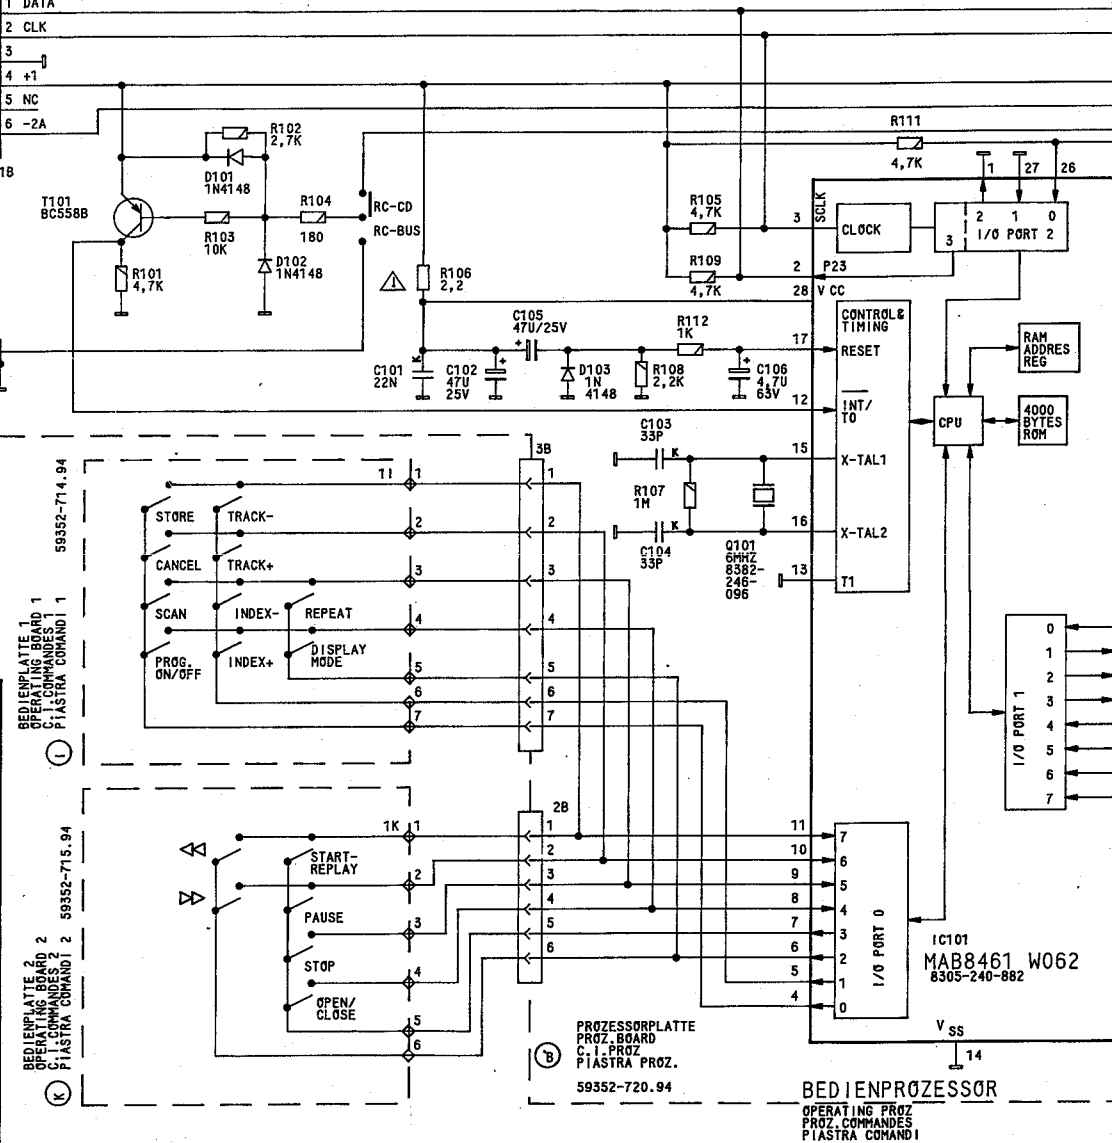 1 DATA
2 CLK
3
4 +1
5 NC
6 -2A
1B
R102
2,7K
D101
1N4148
T101
BC558B
R103
10K
R104
180
RC-CD
RC-BUS
R101
4,7K
D102
1N4148
R106
2,2
R111
4,7K
1
27
26
R105
4,7K
3
SCLK
CLOCK
2 1 0
I/O PORT 2
3
R109
4,7K
2
P23
28
V CC
C105
47U/25V
R112
1K
17
CONTROL&
TIMING
RESET
C101
22N
K
C102
47U
25V
D103
1N
4148
R108
2,2K
C106
4,7U
63V
12
INT/
TO
RAM
ADDRES
REG
CPU
4000
BYTES
ROM
C103
33P
K
15
X-TAL1
R107
1M
C104
33P
K
16
X-TAL2
Q101
6MHZ
8382-
246-
096
13
T1
59352-714.94
BEDIENPLATTE 1
OPERATING BOARD 1
C.I.COMMANDES 1
PIASTRA COMANDI 1
I
STORE
TRACK-
CANCEL
TRACK+
SCAN
INDEX-
REPEAT
PROG.
ON/OFF
INDEX+
DISPLAY
MODE
1I
1
2
3
4
5
6
7
3B
1
2
3
4
5
6
7
I/O PORT 1
0
1
2
3
4
5
6
7
59352-715.94
BEDIENPLATTE 2
OPERATING BOARD 2
C.I.COMMANDES 2
PIASTRA COMANDI 2
K
START-
REPLAY
PAUSE
STOP
OPEN/
CLOSE
1K
1
2
3
4
5
6
2B
1
2
3
4
5
6
11
10
9
8
7
6
5
4
7
6
5
4
3
2
1
0
I/O PORT 0
IC101
MAB8461 W062
8305-240-882
V SS
14
B
PROZESSORPLATTE
PROZ.BOARD
C.I.PROZ
PIASTRA PROZ.
59352-720.94
BEDIENPROZESSOR
OPERATING PROZ
PROZ.COMMANDES
PIASTRA COMANDI